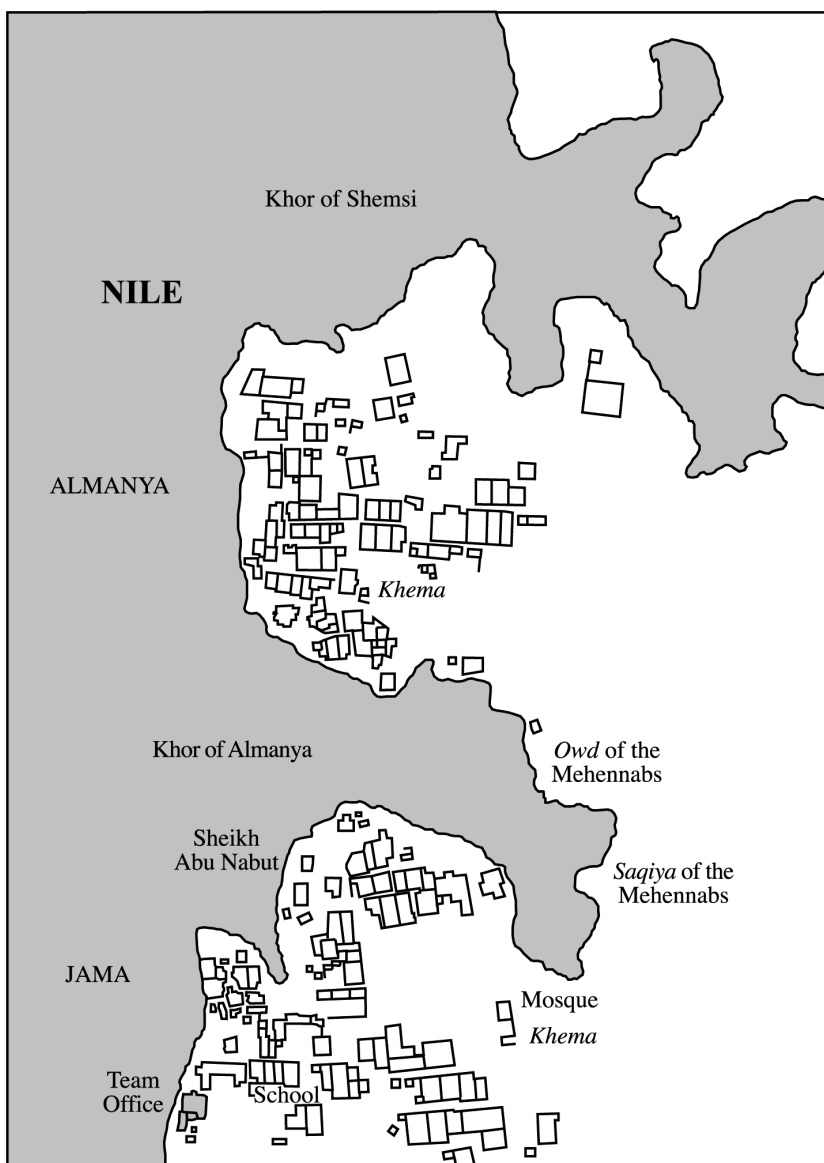 Khor of Shemsi
NILE
ALMANYA
Khema
Khor of Almanya
Owd of the
Mehennabs
Sheikh
Abu Nabut
Saqiya of the
Mehennabs
JAMA
Mosque
Khema
Team
Office
School